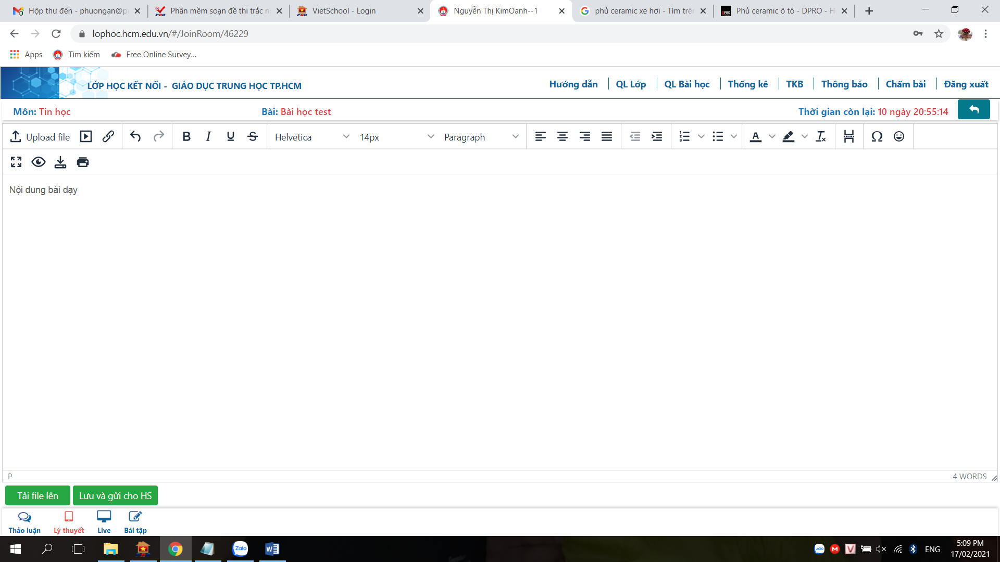 Hộp thư đến - phuongan@p
Phần mềm soạn đề thi trắc n
VietSchool - Login
Nguyễn Thị KimOanh--1
phủ ceramic xe hơi - Tìm trên
Phủ ceramic ô tô - DPRO - H
lophoc.hcm.edu.vn/#/JoinRoom/46229
Apps
Tìm kiếm
Free Online Survey...
LỚP HỌC KẾT NỐI - GIÁO DỤC TRUNG HỌC TP.HCM
Hướng dẫn
QL Lớp
QL Bài học
Thống kê
TKB
Thông báo
Chấm bài
Đăng xuất
Môn: Tin học
Bài: Bài học test
Thời gian còn lại: 10 ngày 20:55:14
Upload file
Helvetica
14px
Paragraph
Nội dung bài dạy
P
4 WORDS
Tải file lên
Lưu và gửi cho HS
Thảo luận
Lý thuyết
Live
Bài tập
Zalo
ENG
5:09 PM
17/02/2021